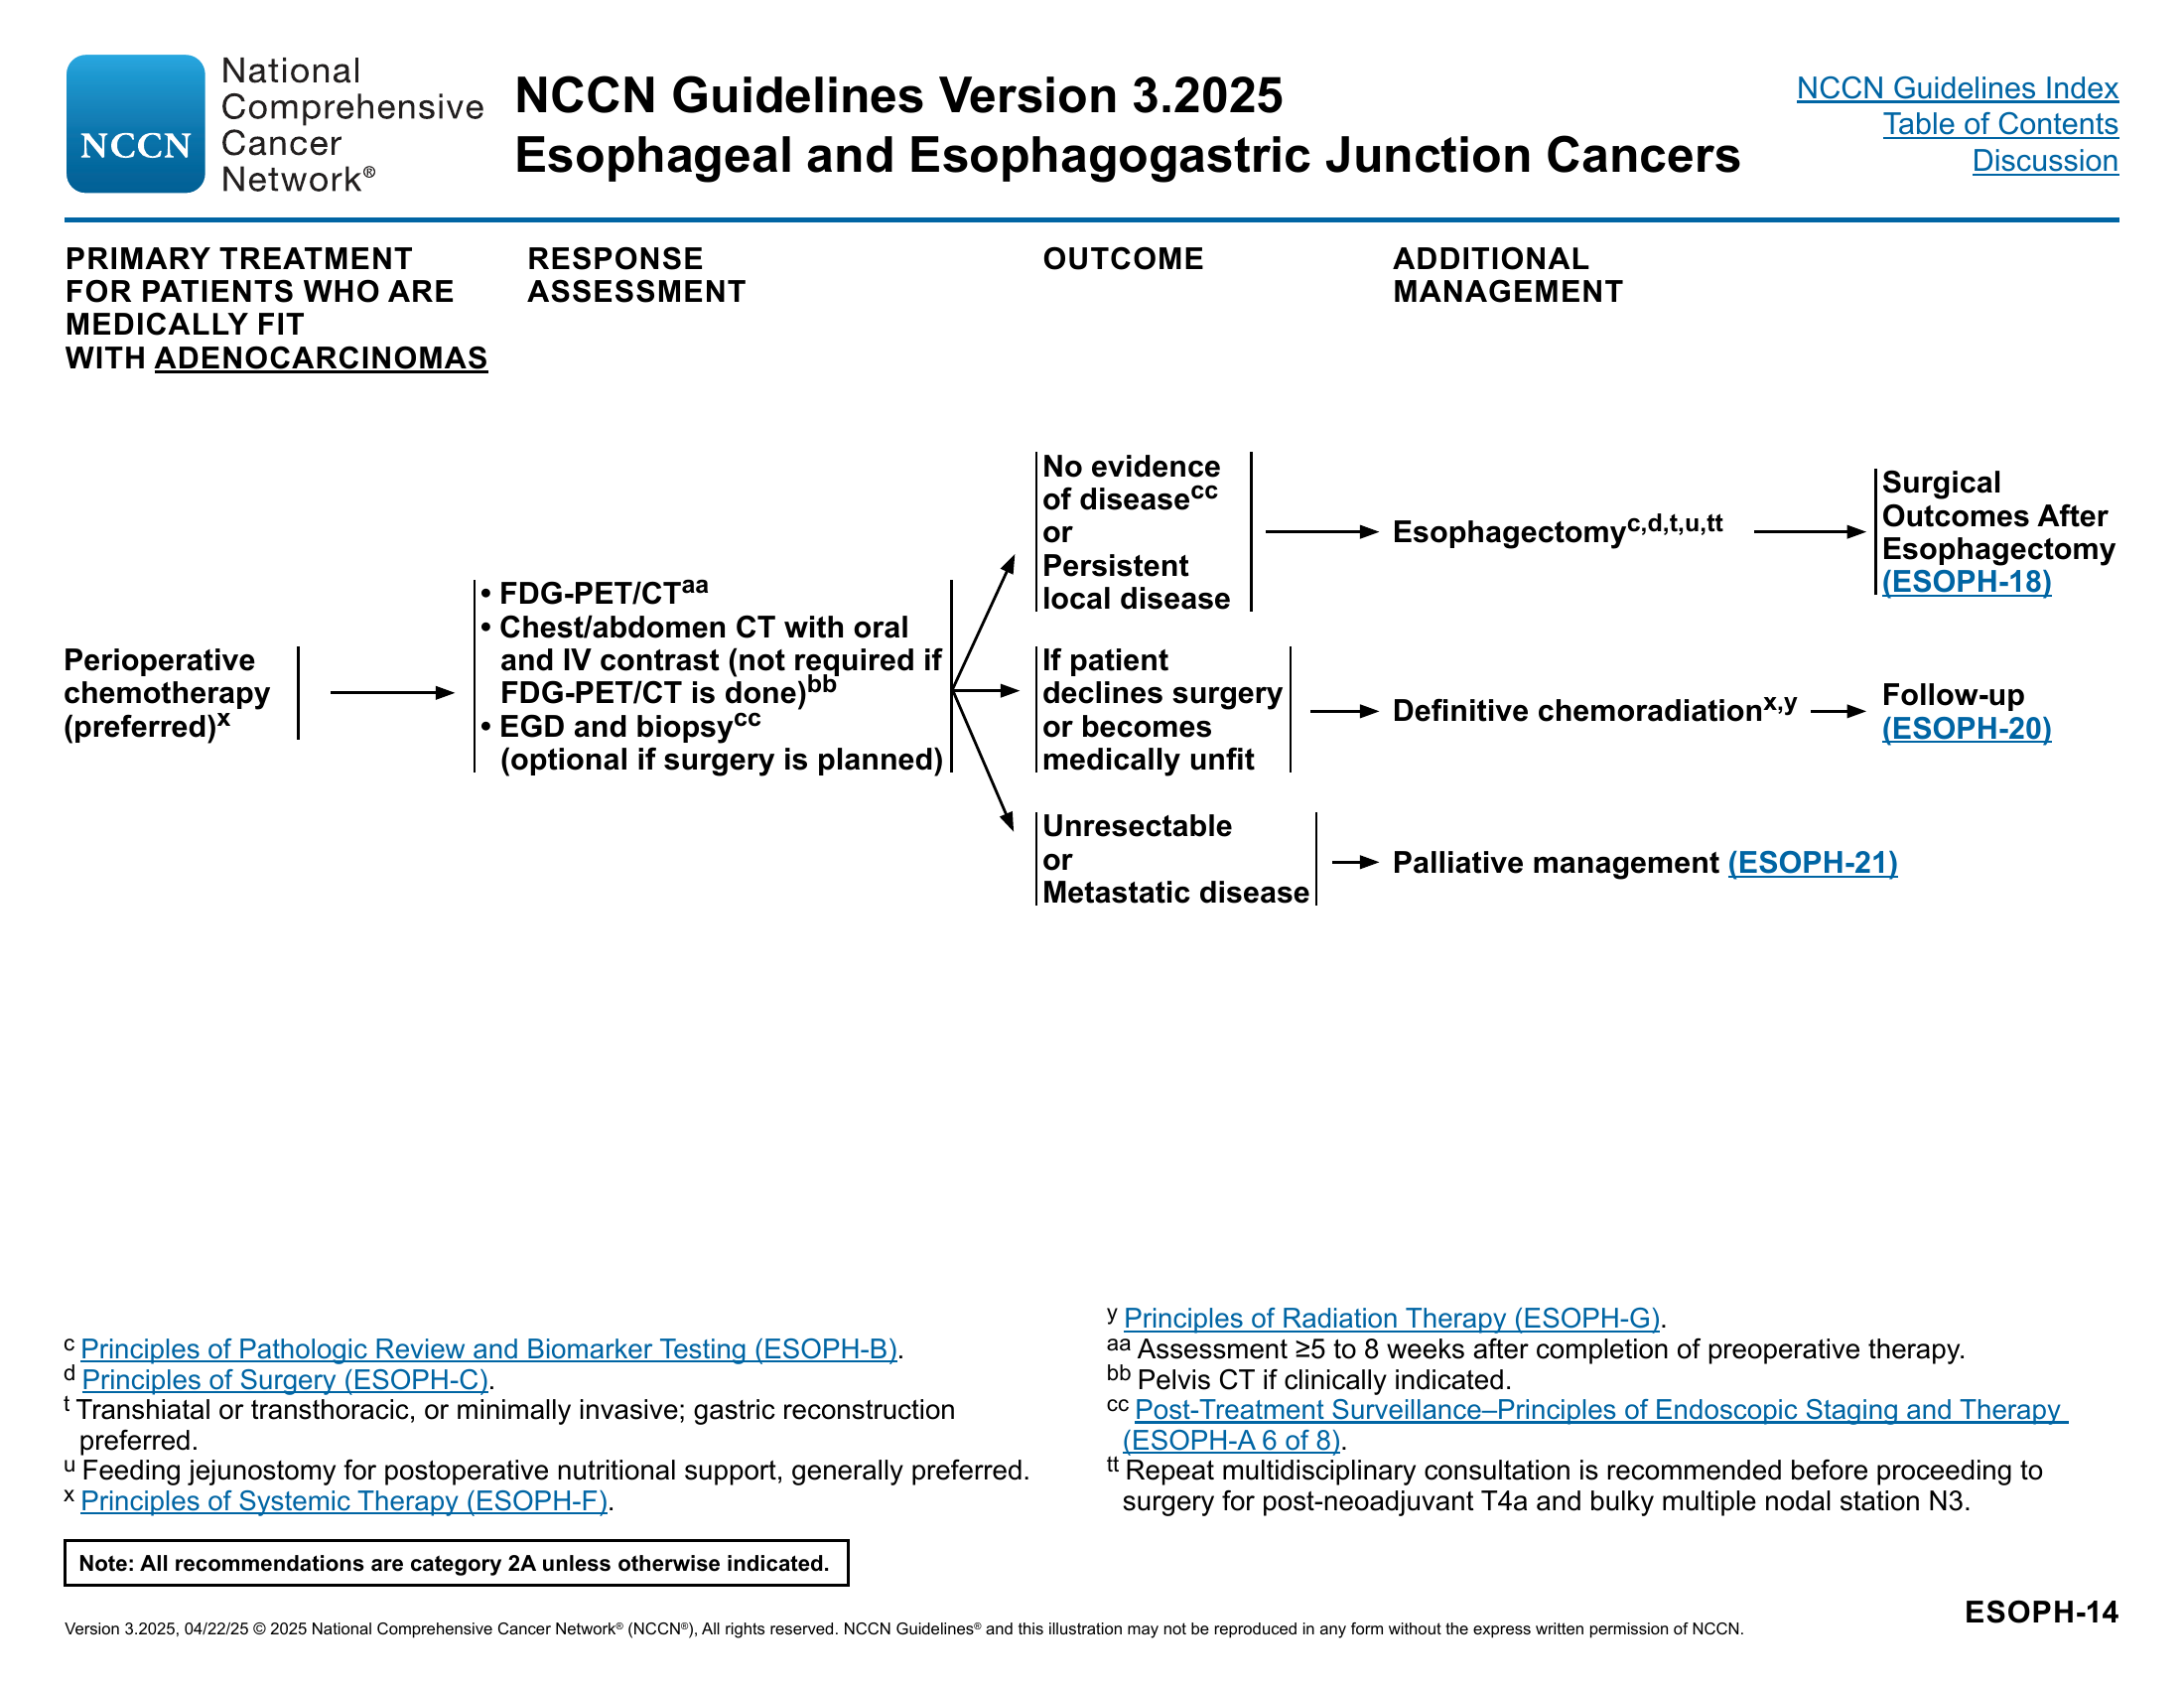 NCCN
National
Comprehensive
Cancer
Network®
NCCN Guidelines Version 3.2025
Esophageal and Esophagogastric Junction Cancers
NCCN Guidelines Index
Table of Contents
Discussion
PRIMARY TREATMENT
FOR PATIENTS WHO ARE
MEDICALLY FIT
WITH ADENOCARCINOMAS
RESPONSE
ASSESSMENT
OUTCOME
ADDITIONAL
MANAGEMENT
Perioperative
chemotherapy
(preferred)x
• FDG-PET/CTaa
• Chest/abdomen CT with oral
and IV contrast (not required if
FDG-PET/CT is done)bb
• EGD and biopsycc
(optional if surgery is planned)
No evidence
of diseasecc
or
Persistent
local disease
Esophagectomyc,d,t,u,tt
Surgical
Outcomes After
Esophagectomy
(ESOPH-18)
If patient
declines surgery
or becomes
medically unfit
Definitive chemoradiationx,y
Follow-up
(ESOPH-20)
Unresectable
or
Metastatic disease
Palliative management (ESOPH-21)
c Principles of Pathologic Review and Biomarker Testing (ESOPH-B).
d Principles of Surgery (ESOPH-C).
t Transhiatal or transthoracic, or minimally invasive; gastric reconstruction
preferred.
u Feeding jejunostomy for postoperative nutritional support, generally preferred.
x Principles of Systemic Therapy (ESOPH-F).
y Principles of Radiation Therapy (ESOPH-G).
aa Assessment ≥5 to 8 weeks after completion of preoperative therapy.
bb Pelvis CT if clinically indicated.
cc Post-Treatment Surveillance–Principles of Endoscopic Staging and Therapy
(ESOPH-A 6 of 8).
tt Repeat multidisciplinary consultation is recommended before proceeding to
surgery for post-neoadjuvant T4a and bulky multiple nodal station N3.
Note: All recommendations are category 2A unless otherwise indicated.
ESOPH-14
Version 3.2025, 04/22/25 © 2025 National Comprehensive Cancer Network® (NCCN®), All rights reserved. NCCN Guidelines® and this illustration may not be reproduced in any form without the express written permission of NCCN.